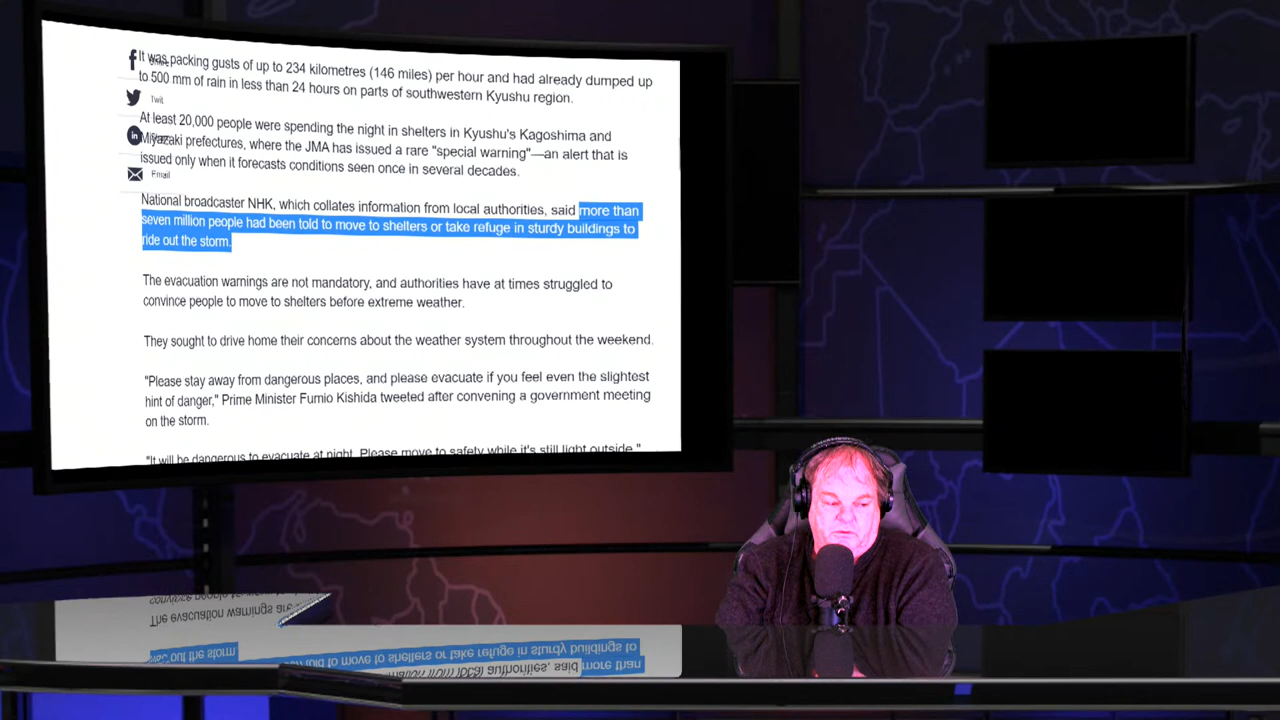 It was packing gusts of up to 234 kilometres (146 miles) per hour and had already dumped up
to 500 mm of rain in less than 24 hours on parts of southwestern Kyushu region.
Twit
At least 20,000 people were spending the night in shelters in Kyushu's Kagoshima and
Miyazaki prefectures, where the JMA has issued a rare "special warning"—an alert that is
issued only when it forecasts conditions seen once in several decades.
Email
National broadcaster NHK, which collates information from local authorities, said more than
seven million people had been told to move to shelters or take refuge in sturdy buildings to
ride out the storm.
The evacuation warnings are not mandatory, and authorities have at times struggled to
convince people to move to shelters before extreme weather.
They sought to drive home their concerns about the weather system throughout the weekend.
"Please stay away from dangerous places, and please evacuate if you feel even the slightest
hint of danger," Prime Minister Fumio Kishida tweeted after convening a government meeting
on the storm.
"It will be dangerous to evacuate at night. Please move to safety while it's still light outside."